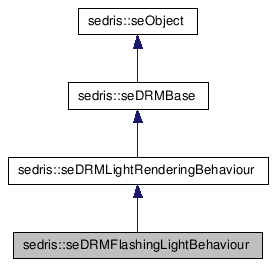 sedris::seObject
sedris::seDRMBase
sedris::seDRMLightRenderingBehaviour
sedris::seDRMFlashingLightBehaviour